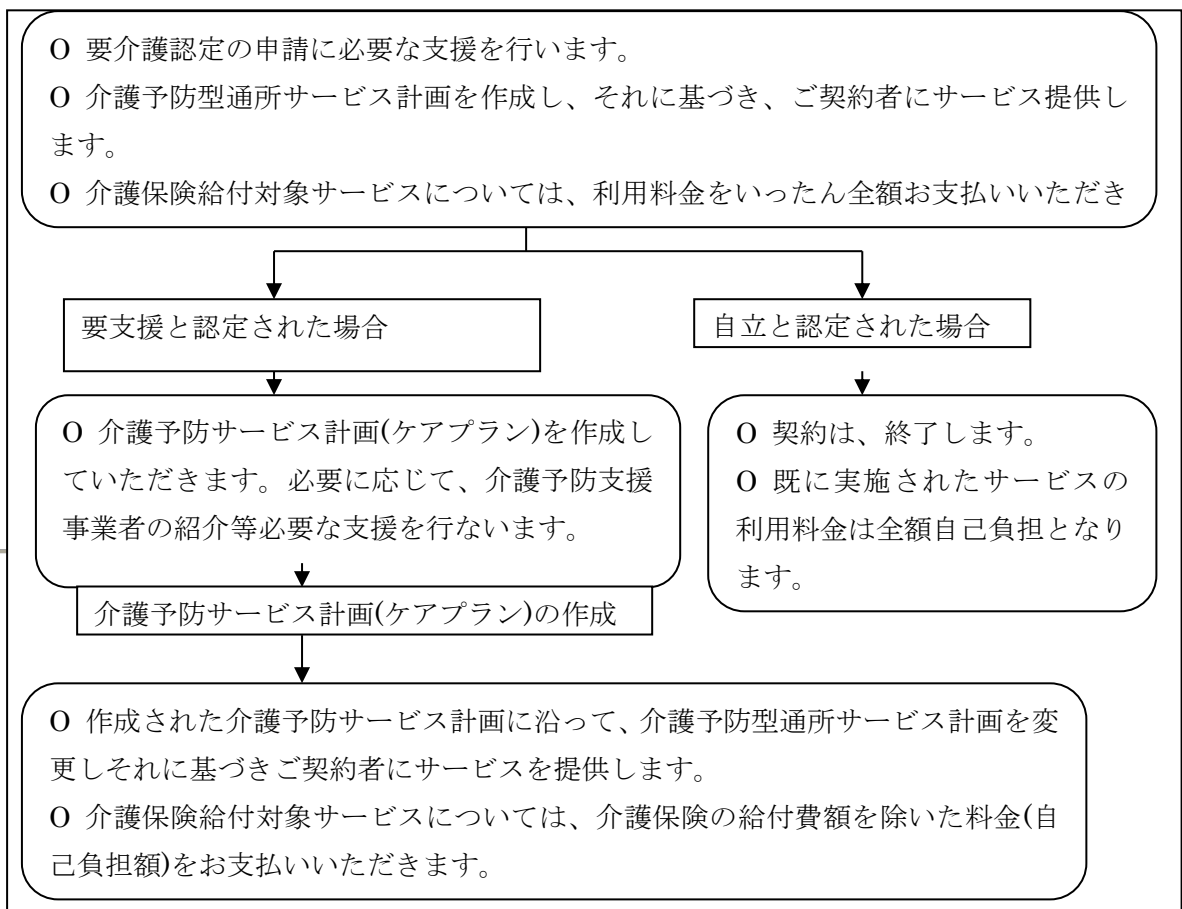 O 要介護認定の申請に必要な支援を行います。
O 介護予防型通所サービス計画を作成し、それに基づき、ご契約者にサービス提供し
ます。
O 介護保険給付対象サービスについては、利用料金をいったん全額お支払いいただき
要支援と認定された場合
自立と認定された場合
O 介護予防サービス計画(ケアプラン)を作成し
ていただきます。必要に応じて、介護予防支援
事業者の紹介等必要な支援を行ないます。
O 契約は、終了します。
O 既に実施されたサービスの
利用料金は全額自己負担となり
ます。
介護予防サービス計画(ケアプラン)の作成
O 作成された介護予防サービス計画に沿って、介護予防型通所サービス計画を変
更しそれに基づきご契約者にサービスを提供します。
O 介護保険給付対象サービスについては、介護保険の給付費額を除いた料金(自
己負担額)をお支払いいただきます。